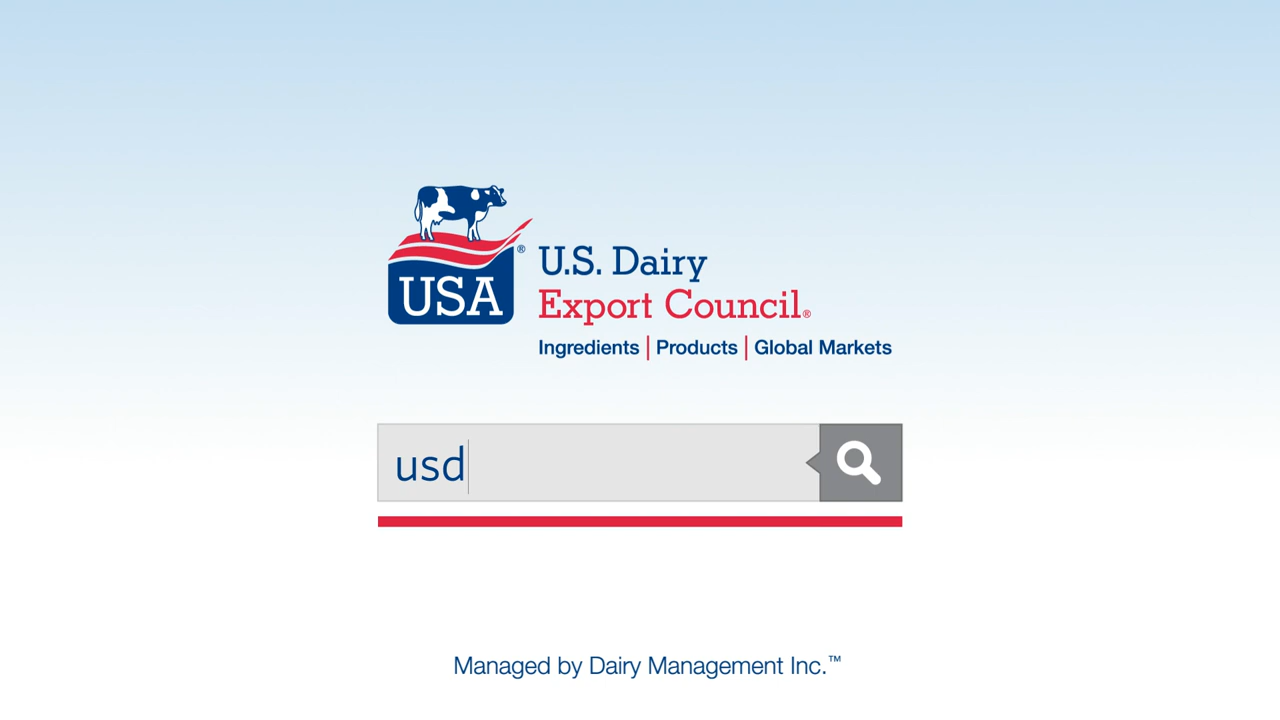 USA®
U.S. Dairy
Export Council®
Ingredients | Products | Global Markets
usd
Managed by Dairy Management Inc.™